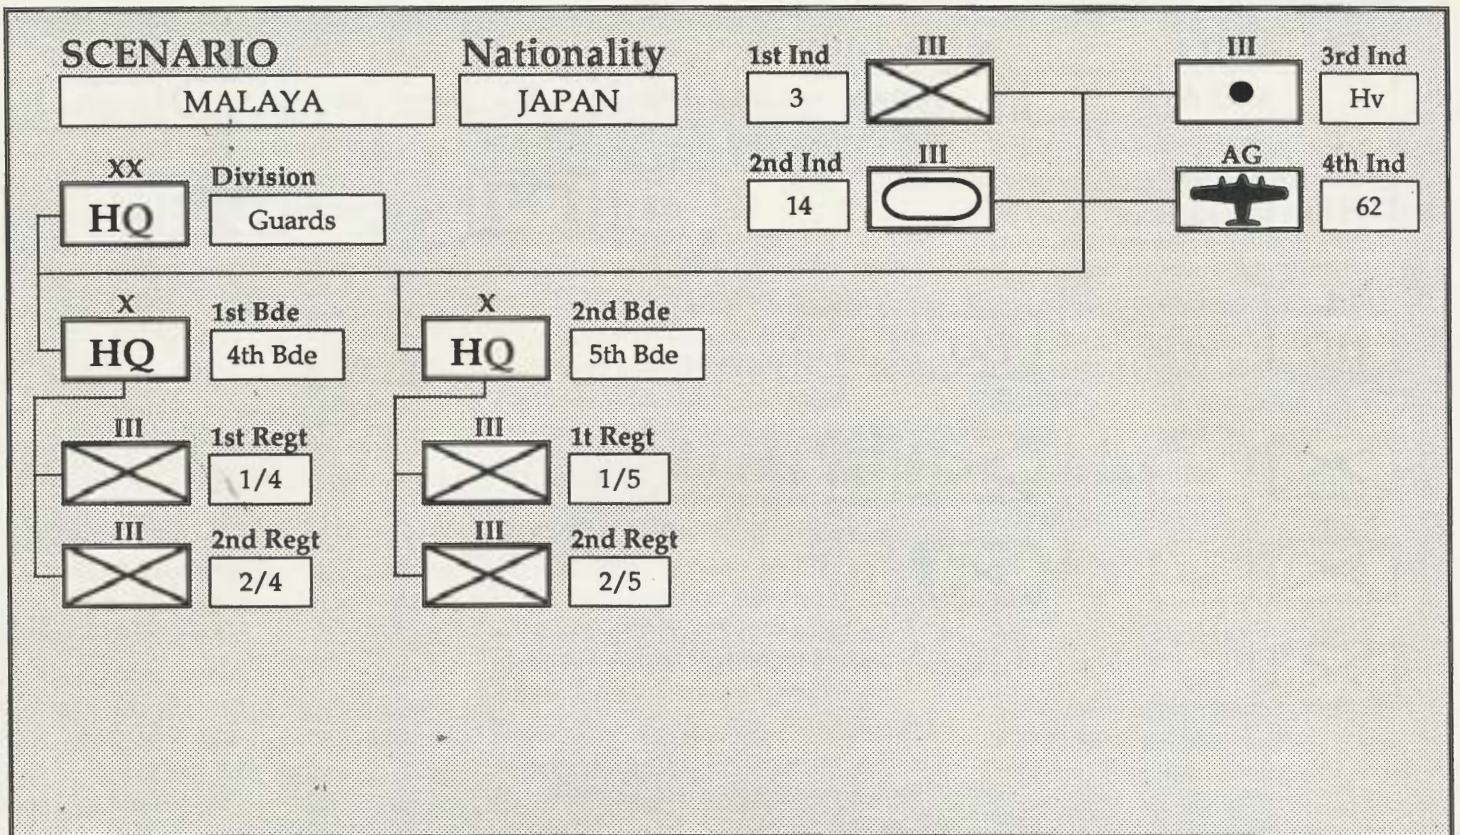 SCENARIO
MALAYA
Nationality
JAPAN
1st Ind
3
III
III
3rd Ind
Hv
2nd Ind
14
III
AG
4th Ind
62
XX
HQ
Division
Guards
X
HQ
1st Bde
4th Bde
X
HQ
2nd Bde
5th Bde
III
1st Regt
1/4
III
1t Regt
1/5
III
2nd Regt
2/4
III
2nd Regt
2/5